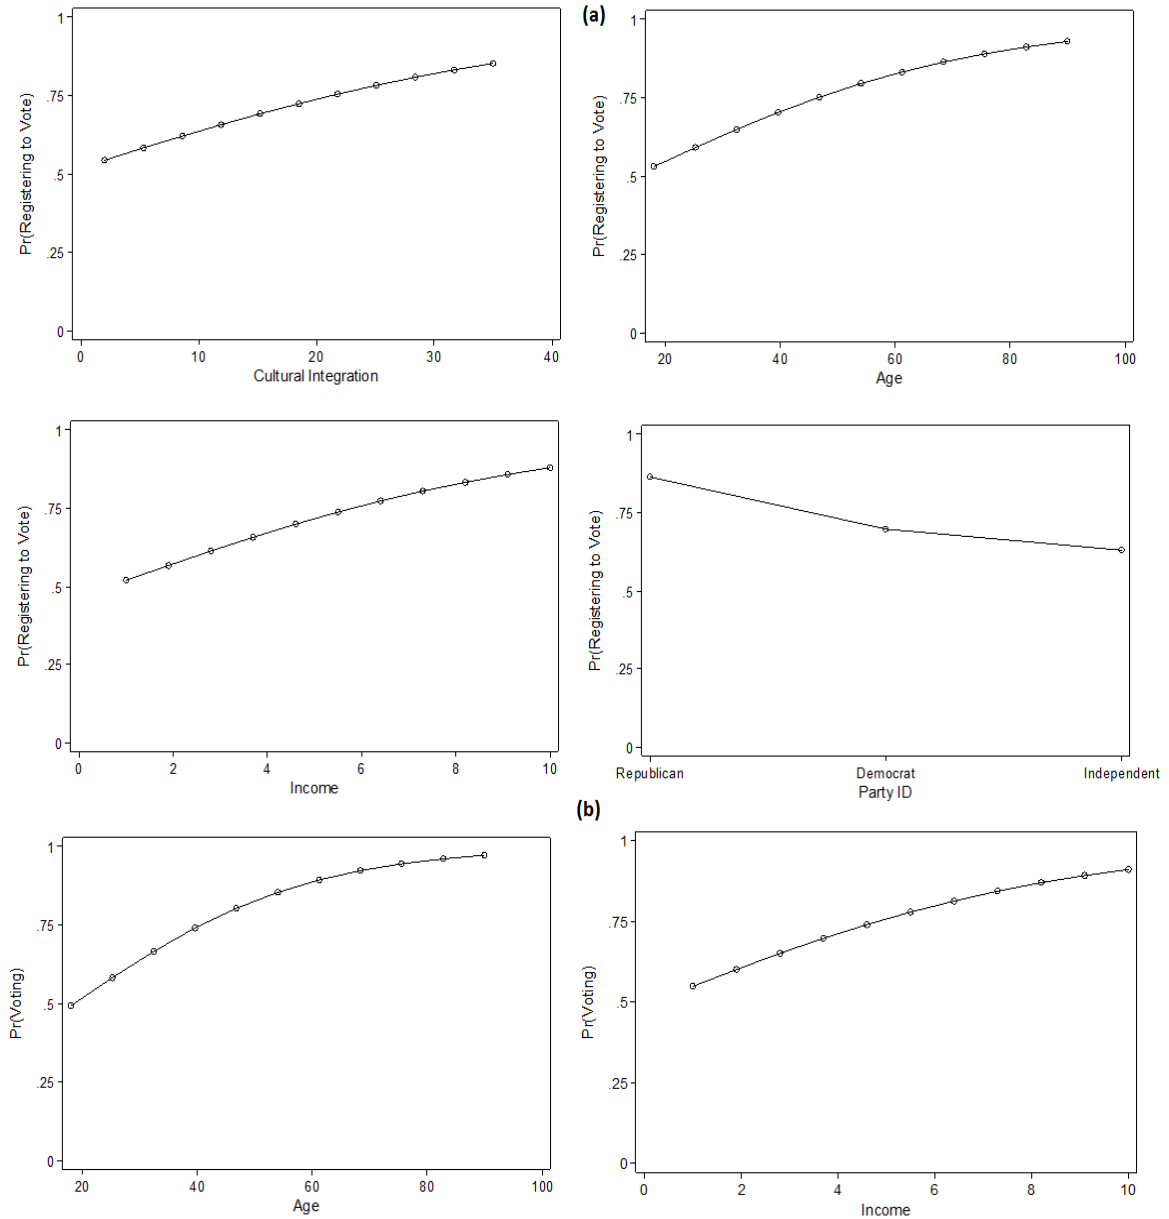 (a)
1
.75
.5
.25
0
Pr(Registering to Vote)
0 10 20 30 40
Cultural Integration
1
.75
.5
.25
0
Pr(Registering to Vote)
20 40 60 80 100
Age
1
.75
.5
.25
0
Pr(Registering to Vote)
0 2 4 6 8 10
Income
1
.75
.5
.25
0
Pr(Registering to Vote)
Republican Democrat Independent
Party ID
(b)
1
.75
.5
.25
0
Pr(Voting)
20 40 60 80 100
Age
1
.75
.5
.25
0
Pr(Voting)
0 2 4 6 8 10
Income